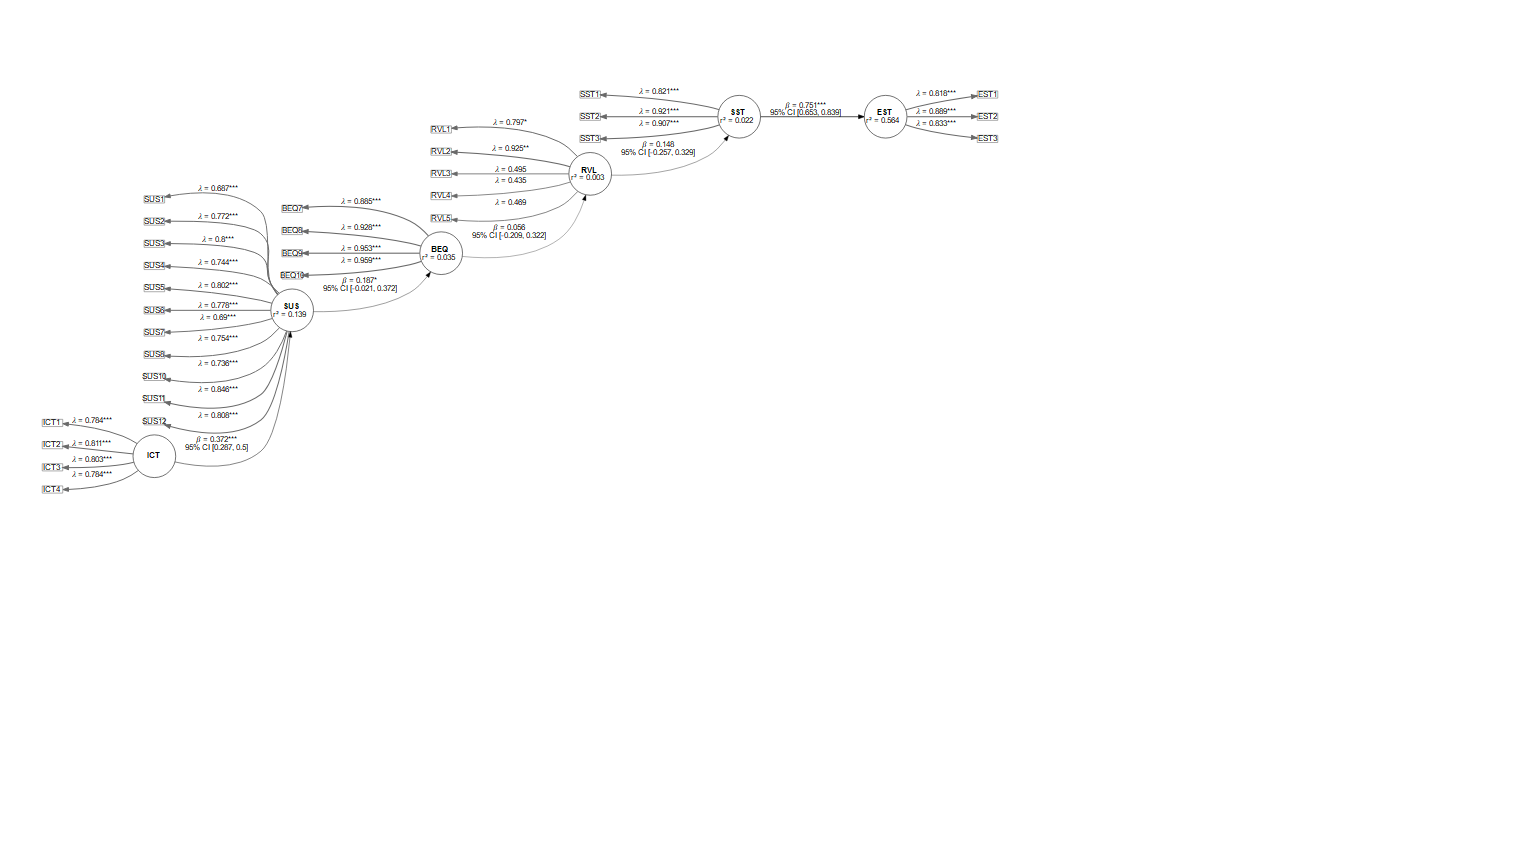 SST1
λ = 0.821***
SST2
λ = 0.921***
SST3
λ = 0.907***
$$T
r² = 0.022
β = 0.751***
95% CI [0.653, 0.839]
E$T
r² = 0.564
λ = 0.818***
EST1
λ = 0.889***
EST2
λ = 0.833***
EST3
RVL1
λ = 0.797*
RVL2
λ = 0.925**
RVL3
λ = 0.495
RVL4
λ = 0.435
RVL5
λ = 0.469
RVL
r² = 0.003
β = 0.148
95% CI [-0.257, 0.329]
BEQ7
λ = 0.885***
BEQ8
λ = 0.928***
BEQ9
λ = 0.953***
BEQ10
λ = 0.959***
BEQ
r² = 0.035
β = 0.056
95% CI [-0.209, 0.322]
SUS1
λ = 0.687***
SUS2
λ = 0.772***
SUS3
λ = 0.8***
SUS4
λ = 0.744***
SUS5
λ = 0.802***
SUS6
λ = 0.778***
SUS7
λ = 0.69***
SUS8
λ = 0.754***
SUS10
λ = 0.736***
SUS11
λ = 0.846***
SUS12
λ = 0.808***
$U$
r² = 0.139
β = 0.187*
95% CI [-0.021, 0.372]
ICT1
λ = 0.784***
ICT2
λ = 0.811***
ICT3
λ = 0.803***
ICT4
λ = 0.784***
ICT
β = 0.372***
95% CI [0.287, 0.5]